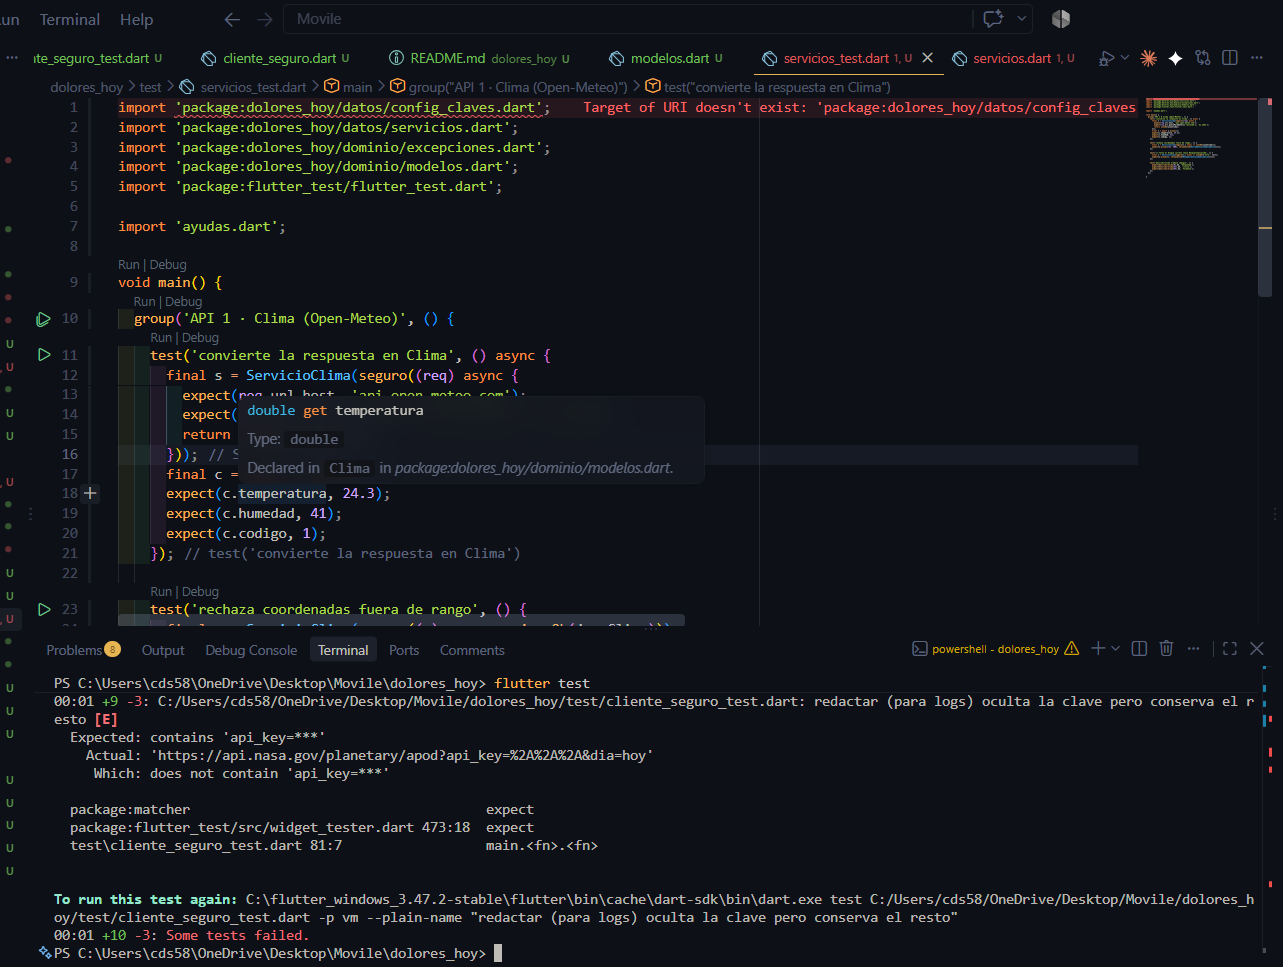 un Terminal Help Movile
te_seguro_test.dart U cliente_seguro.dart U README.md dolores_hoy U modelos.dart U servicios_test.dart 1, U servicios.dart 1, U
dolores_hoy > test > servicios_test.dart > main > group("API 1 · Clima (Open-Meteo)") > test("convierte la respuesta en Clima")
1 import 'package:dolores_hoy/datos/config_claves.dart'; Target of URI doesn't exist: 'package:dolores_hoy/datos/config_claves
2 import 'package:dolores_hoy/datos/servicios.dart';
3 import 'package:dolores_hoy/dominio/excepciones.dart';
4 import 'package:dolores_hoy/dominio/modelos.dart';
5 import 'package:flutter_test/flutter_test.dart';
6
7 import 'ayudas.dart';
8
Run | Debug
9 void main() {
Run | Debug
10 group('API 1 · Clima (Open-Meteo)', () {
Run | Debug
11 test('convierte la respuesta en Clima', () async {
12 final s = ServicioClima(seguro((req) async {
13 expect(req.url.host, 'api.open-meteo.com');
14 expect(
15 return
16 })); // S
17 final c =
18 expect(c.temperatura, 24.3);
19 expect(c.humedad, 41);
20 expect(c.codigo, 1);
21 }); // test('convierte la respuesta en Clima')
22
Run | Debug
23 test('rechaza coordenadas fuera de rango', () {
double get temperatura
Type: double
Declared in Clima in package:dolores_hoy/dominio/modelos.dart.
Problems 8 Output Debug Console Terminal Ports Comments powershell - dolores_hoy
PS C:\Users\cds58\OneDrive\Desktop\Movile\dolores_hoy> flutter test
00:01 +9 -3: C:/Users/cds58/OneDrive/Desktop/Movile/dolores_hoy/test/cliente_seguro_test.dart: redactar (para logs) oculta la clave pero conserva el r
esto [E]
Expected: contains 'api_key=***'
Actual: 'https://api.nasa.gov/planetary/apod?api_key=%2A%2A%2A&dia=hoy'
Which: does not contain 'api_key=***'
package:matcher expect
package:flutter_test/src/widget_tester.dart 473:18 expect
test\cliente_seguro_test.dart 81:7 main.<fn>.<fn>
To run this test again: C:\flutter_windows_3.47.2-stable\flutter\bin\cache\dart-sdk\bin\dart.exe test C:/Users/cds58/OneDrive/Desktop/Movile/dolores_h
oy/test/cliente_seguro_test.dart -p vm --plain-name "redactar (para logs) oculta la clave pero conserva el resto"
00:01 +10 -3: Some tests failed.
PS C:\Users\cds58\OneDrive\Desktop\Movile\dolores_hoy>